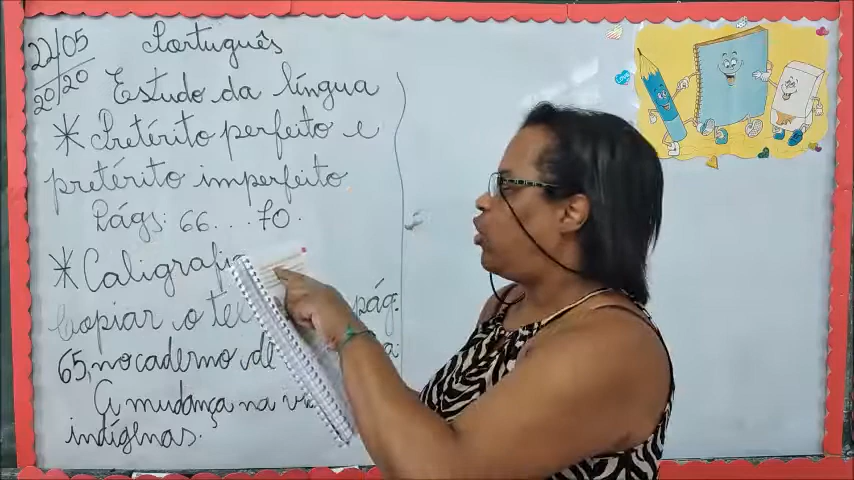 22/05
2020
Português
Estudo da língua
* Pretérito perfeito e
pretérito imperfeito
Págs: 66...70.
* Caligrafia
Copiar o pág.
65, no caderno de
A mudança na
indígenas.